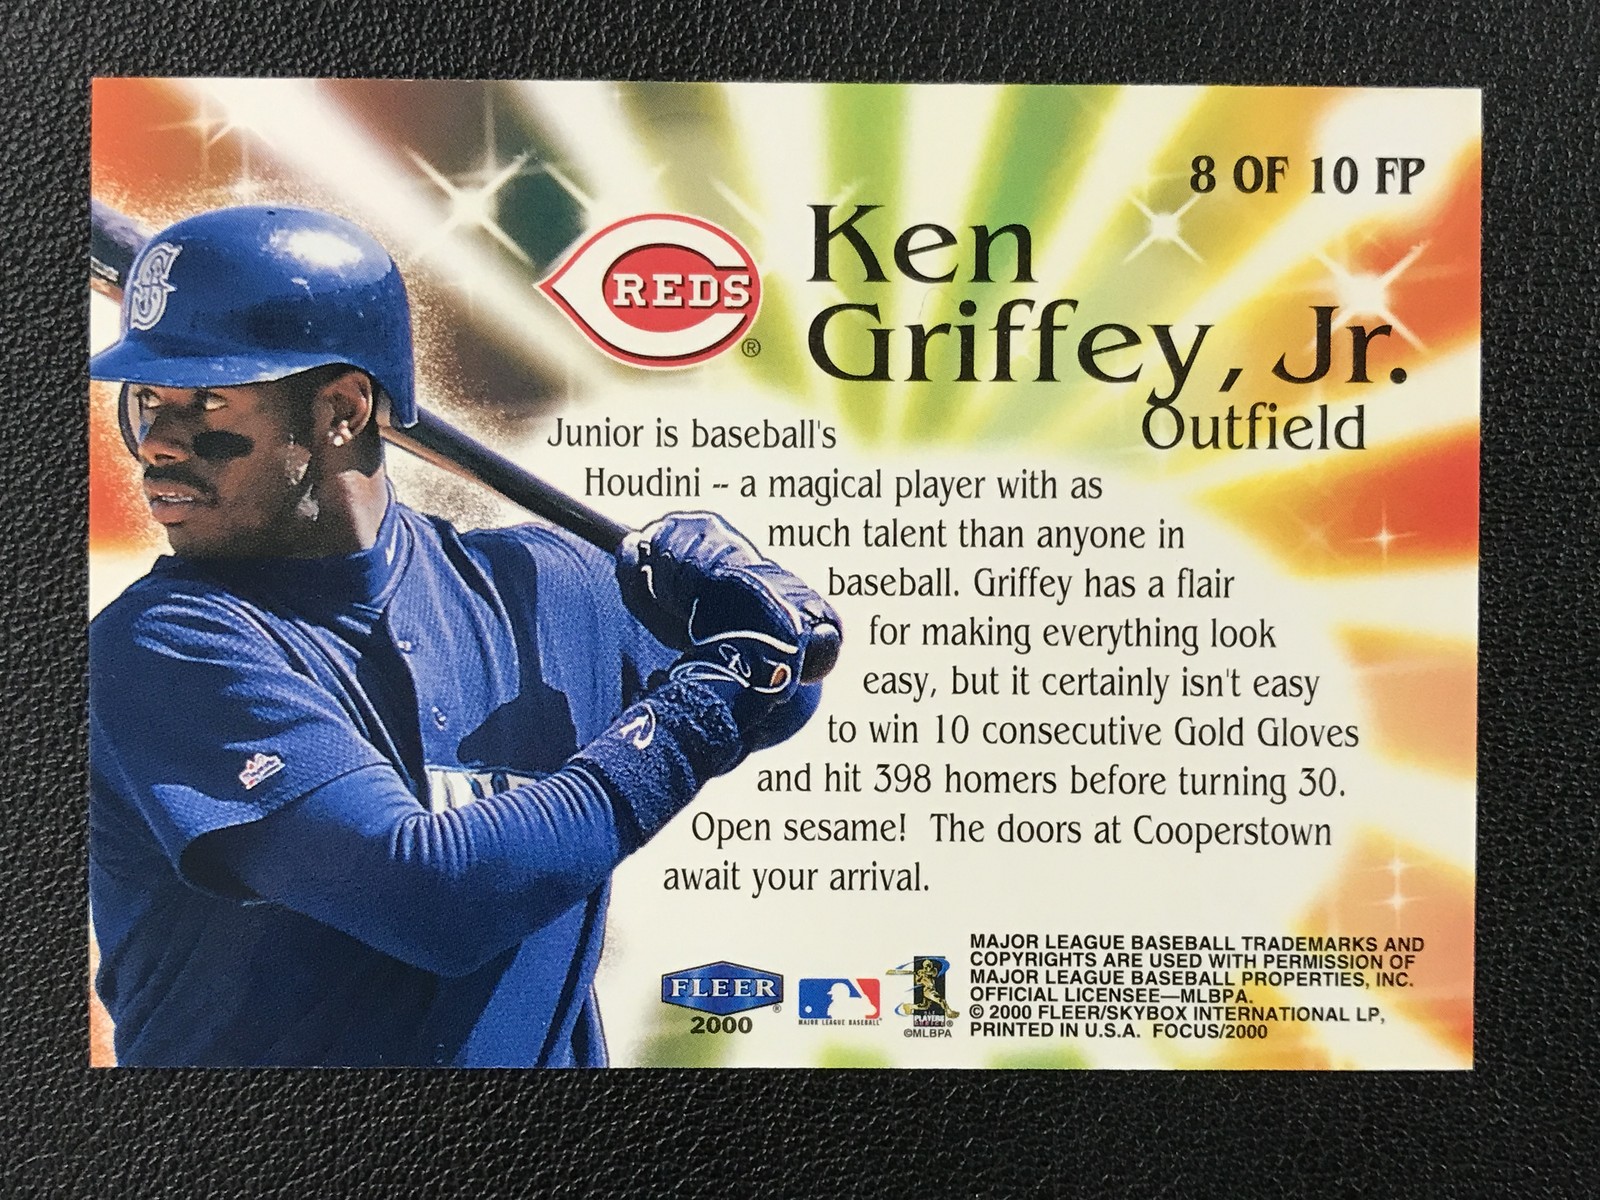 8 OF 10 FP
REDS
®
Ken
Griffey, Jr.
Outfield
Junior is baseball's
Houdini -- a magical player with as
much talent than anyone in
baseball. Griffey has a flair
for making everything look
easy, but it certainly isn't easy
to win 10 consecutive Gold Gloves
and hit 398 homers before turning 30.
Open sesame!  The doors at Cooperstown
await your arrival.
FLEER
®
2000
MAJOR LEAGUE BASEBALL
PLAYERS
©MLBPA
MAJOR LEAGUE BASEBALL TRADEMARKS AND
COPYRIGHTS ARE USED WITH PERMISSION OF
MAJOR LEAGUE BASEBALL PROPERTIES, INC.
OFFICIAL LICENSEE—MLBPA.
© 2000 FLEER/SKYBOX INTERNATIONAL LP,
PRINTED IN U.S.A.  FOCUS/2000